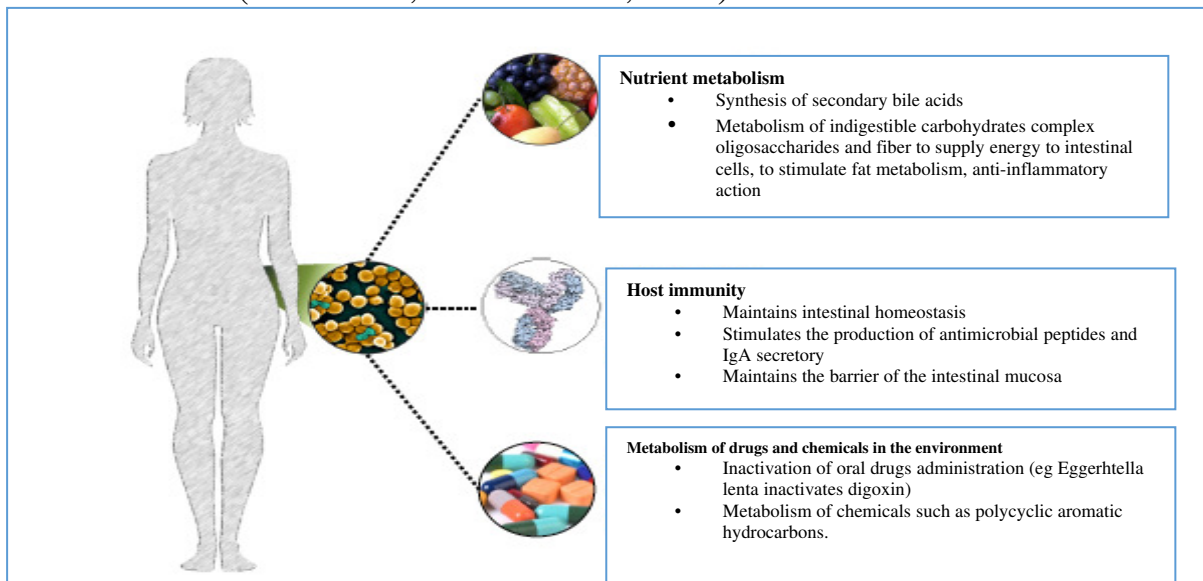 Nutrient metabolism
• Synthesis of secondary bile acids
• Metabolism of indigestible carbohydrates complex
oligosaccharides and fiber to supply energy to intestinal
cells, to stimulate fat metabolism, anti-inflammatory
action
Host immunity
• Maintains intestinal homeostasis
• Stimulates the production of antimicrobial peptides and
IgA secretory
• Maintains the barrier of the intestinal mucosa
Metabolism of drugs and chemicals in the environment
• Inactivation of oral drugs administration (eg Eggerhtella
lenta inactivates digoxin)
• Metabolism of chemicals such as polycyclic aromatic
hydrocarbons.